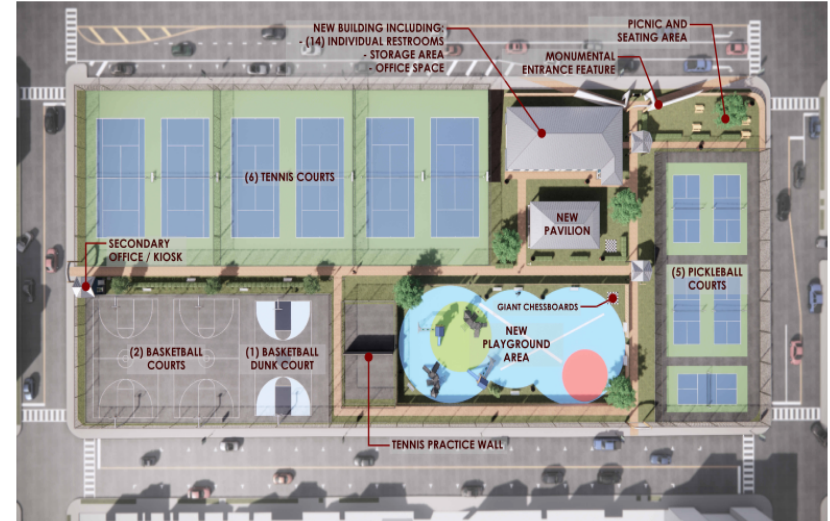 NEW BUILDING INCLUDING:
- (14) INDIVIDUAL RESTROOMS
- STORAGE AREA
- OFFICE SPACE
PICNIC AND
SEATING AREA
MONUMENTAL
ENTRANCE FEATURE
(6) TENNIS COURTS
NEW
PAVILION
SECONDARY
OFFICE / KIOSK
(5) PICKLEBALL
COURTS
GIANT CHESSBOARDS
NEW
PLAYGROUND
AREA
(2) BASKETBALL
COURTS
(1) BASKETBALL
DUNK COURT
TENNIS PRACTICE WALL